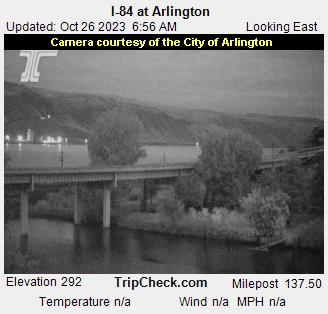 I-84 at Arlington
Updated: Oct 26 2023 6:56 AM Looking East
Camera courtesy of the City of Arlington
Elevation 292 TripCheck.com Milepost 137.50
Temperature n/a Wind n/a MPH n/a